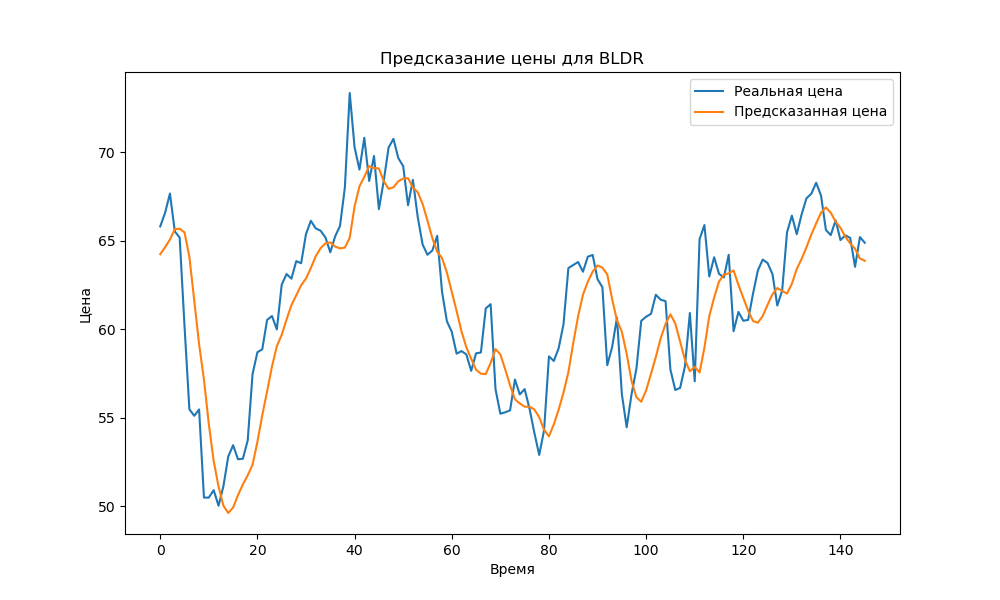 Предсказание цены для BLDR
Реальная цена
Предсказанная цена
Цена
70
65
60
55
50
0 20 40 60 80 100 120 140
Время